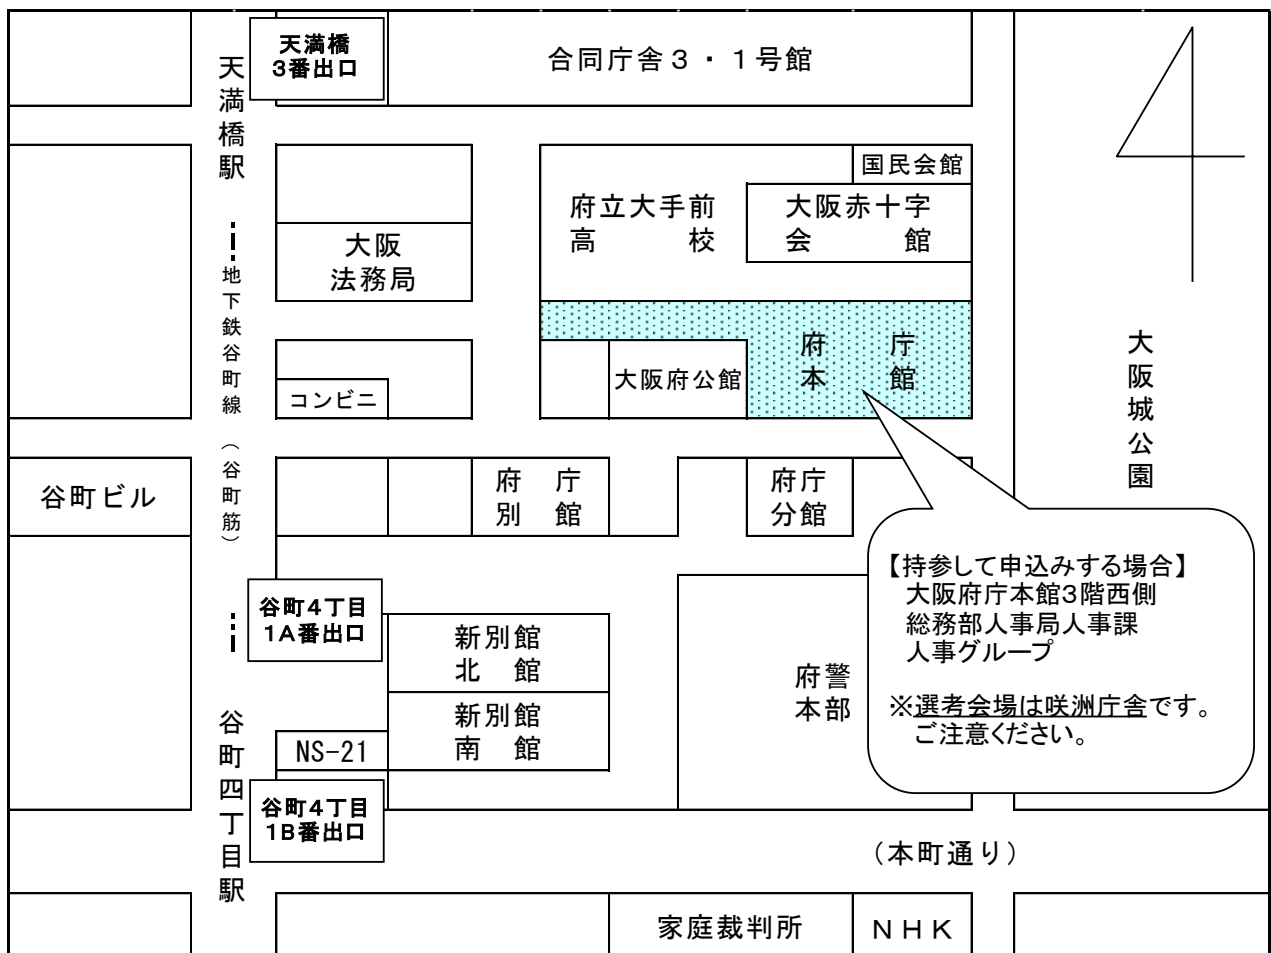 天満橋
3番出口
合同庁舎３・１号館
天満橋駅
国民会館
府立大手前
高　　　校
大阪赤十字
会　　　館
大阪
法務局
地下鉄谷町線（谷町筋）
府　　庁
本　　館
大阪府公館
コンビニ
大阪城公園
谷町ビル
府　庁
別　館
府庁
分館
【持参して申込みする場合】
大阪府庁本館3階西側
総務部人事局人事課
人事グループ
※選考会場は咲洲庁舎です。
ご注意ください。
谷町4丁目
1A番出口
新別館
北　館
府警
本部
新別館
南　館
NS-21
谷町四丁目駅
谷町4丁目
1B番出口
（本町通り）
家庭裁判所
ＮＨＫ